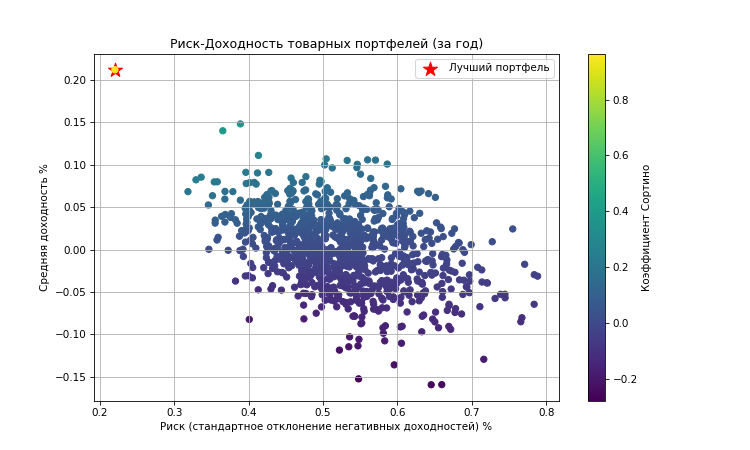 Риск-Доходность товарных портфелей (за год)
Лучший портфель
Средняя доходность %
0.20
0.15
0.10
0.05
0.00
−0.05
−0.10
−0.15
0.2 0.3 0.4 0.5 0.6 0.7 0.8
Риск (стандартное отклонение негативных доходностей) %
0.8
0.6
0.4
0.2
0.0
−0.2
Коэффициент Сортино